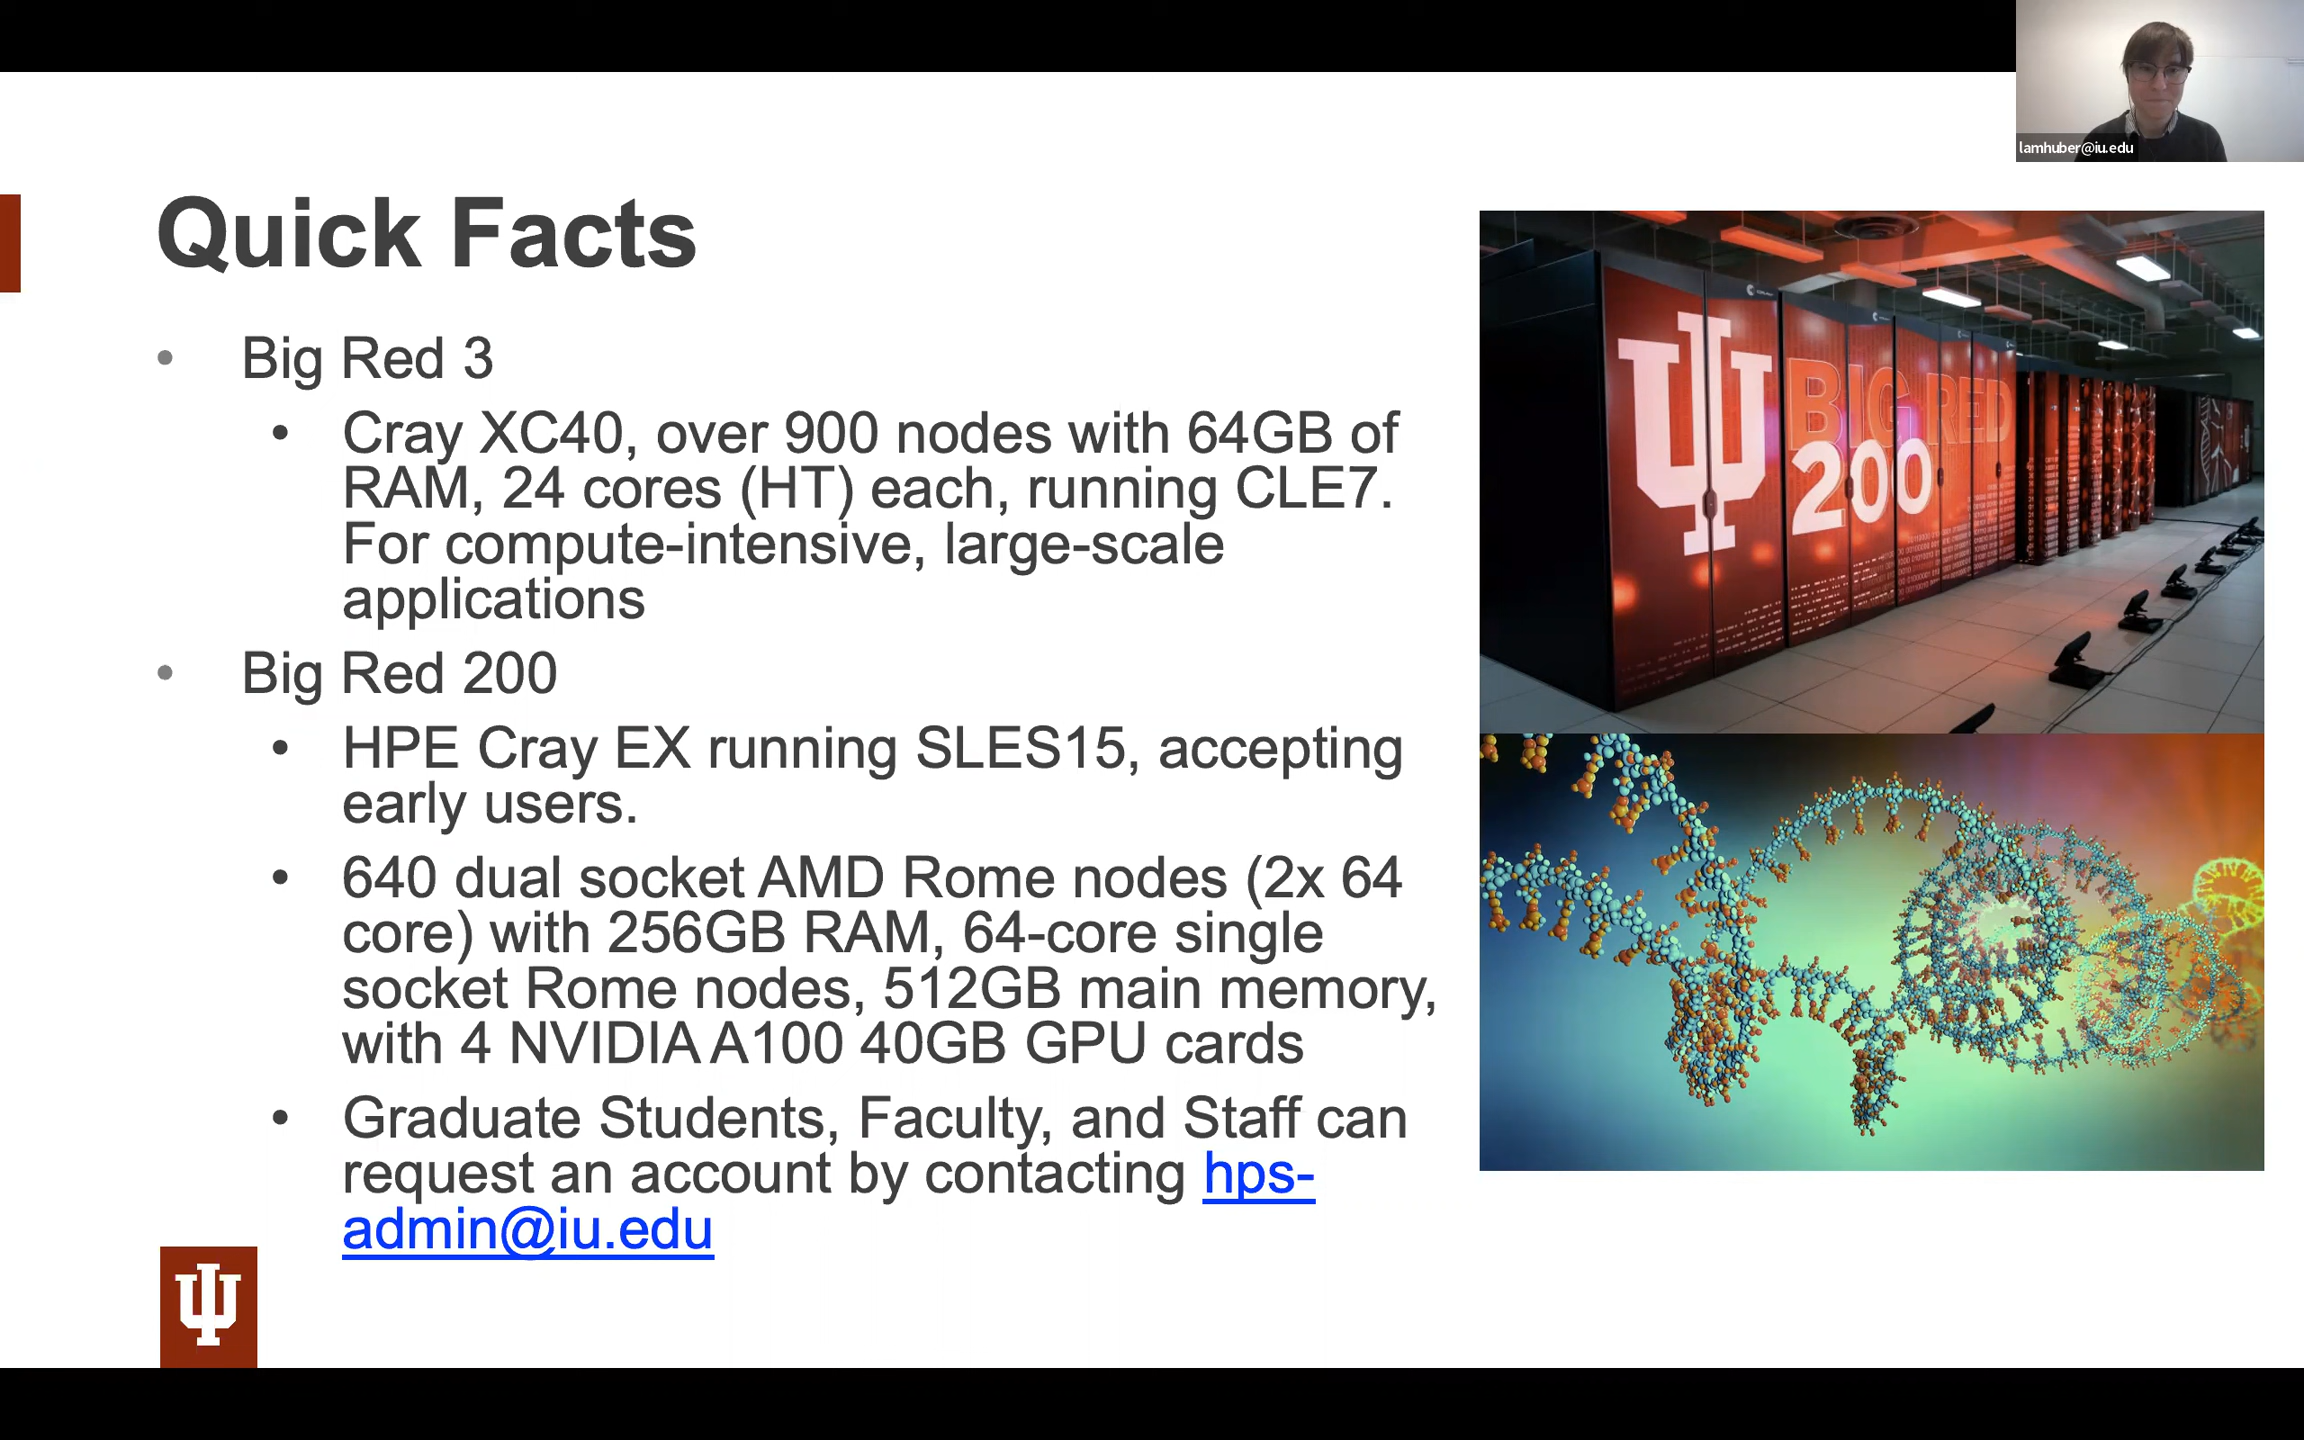 lamhuber@iu.edu
Quick Facts
• Big Red 3
• Cray XC40, over 900 nodes with 64GB of
RAM, 24 cores (HT) each, running CLE7.
For compute-intensive, large-scale
applications
• Big Red 200
• HPE Cray EX running SLES15, accepting
early users.
• 640 dual socket AMD Rome nodes (2x 64
core) with 256GB RAM, 64-core single
socket Rome nodes, 512GB main memory,
with 4 NVIDIA A100 40GB GPU cards
• Graduate Students, Faculty, and Staff can
request an account by contacting hps-
admin@iu.edu
BIG RED
200